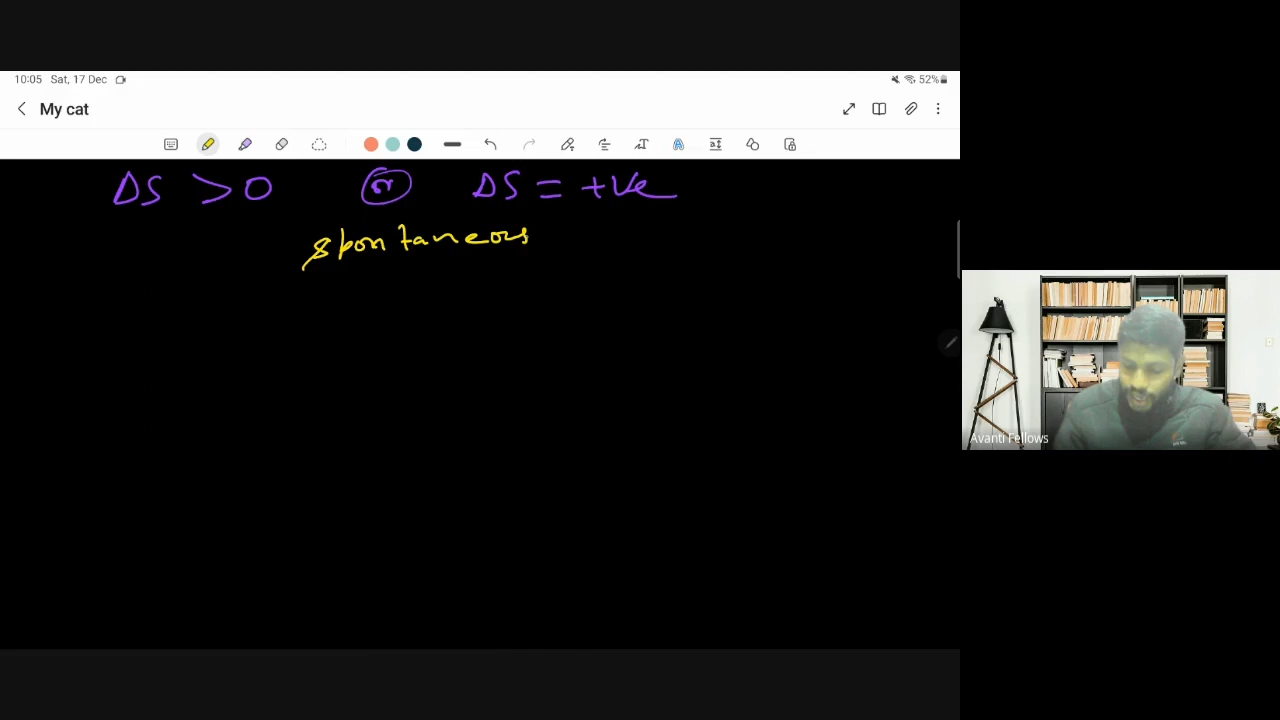 10:05 Sat, 17 Dec 52%
My cat
ΔS > 0 or ΔS = +ve
spontaneous
Avanti Fellows